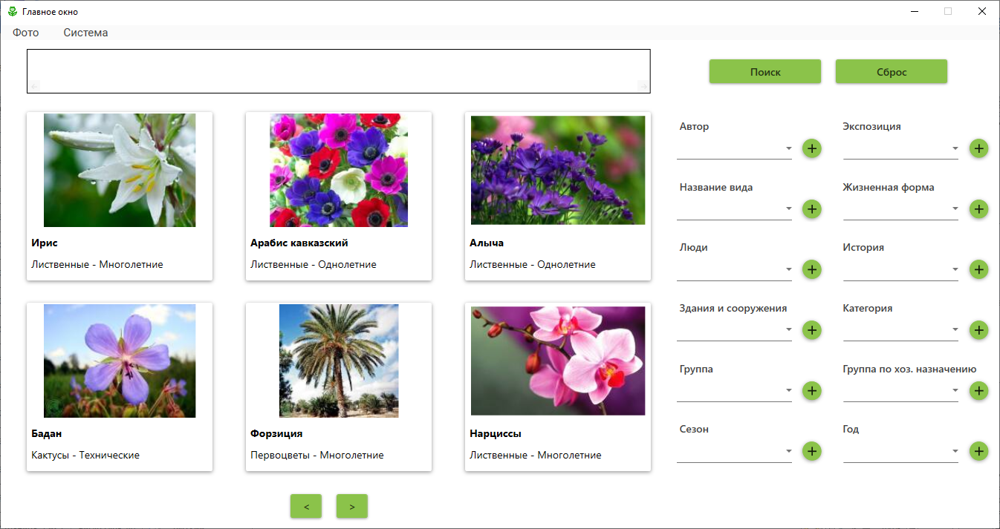 Главное окно
Фото Система
Поиск Сброс
Ирис
Лиственные - Многолетние
Арабис кавказский
Лиственные - Однолетние
Алыча
Лиственные - Однолетние
Бадан
Кактусы - Технические
Форзиция
Первоцветы - Многолетние
Нарциссы
Лиственные - Многолетние
< >
Автор Экспозиция
Название вида Жизненная форма
Люди История
Здания и сооружения Категория
Группа Группа по хоз. назначению
Сезон Год